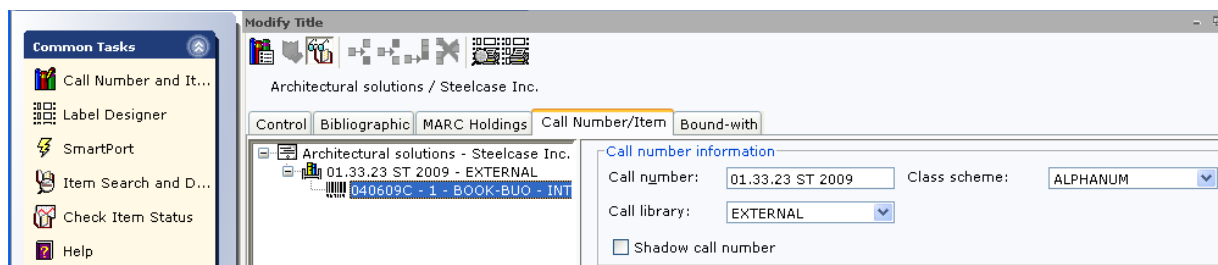 Modify Title
Common Tasks
Call Number and It...
Label Designer
SmartPort
Item Search and D...
Check Item Status
Help
Architectural solutions / Steelcase Inc.
Control Bibliographic MARC Holdings Call Number/Item Bound-with
Architectural solutions - Steelcase Inc.
01.33.23 ST 2009 - EXTERNAL
040609C - 1 - BOOK-BUO - INT
Call number information
Call number: 01.33.23 ST 2009 Class scheme: ALPHANUM
Call library: EXTERNAL
Shadow call number